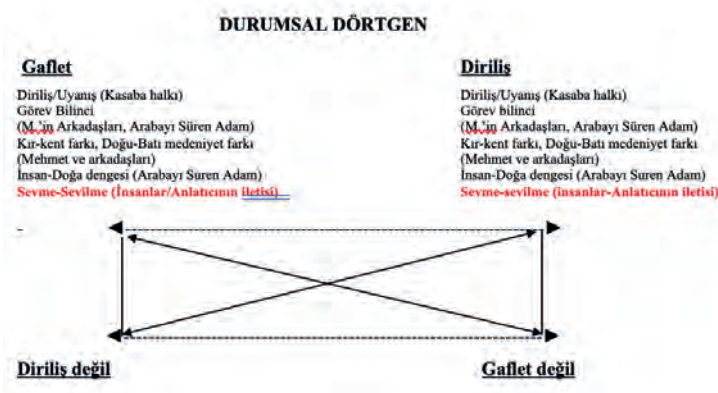 DURUMSAL DÖRTGEN
Gaflet
Diriliş/Uyanış (Kasaba halkı)
Görev Bilinci
(M.'in Arkadaşları, Arabayı Süren Adam)
Kır-kent farkı, Doğu-Batı medeniyet farkı
(Mehmet ve arkadaşları)
İnsan-Doğa dengesi (Arabayı Suren Adam)
Sevme-Sevilme (İnsanlar/Anlatıcının iletisi)
Diriliş
Diriliş/Uyanış (Kasaba halkı)
Görev bilinci
(M.'in Arkadaşları, Arabayı Süren Adam)
Kır-kent farkı, Doğu-Batı medeniyet farkı
(Mehmet ve arkadaşları)
İnsan-Doğa dengesi (Arabayı Suren Adam)
Sevme-sevilme (insanlar-Anlatıcının iletisi)
Diriliş değil
Gaflet değil